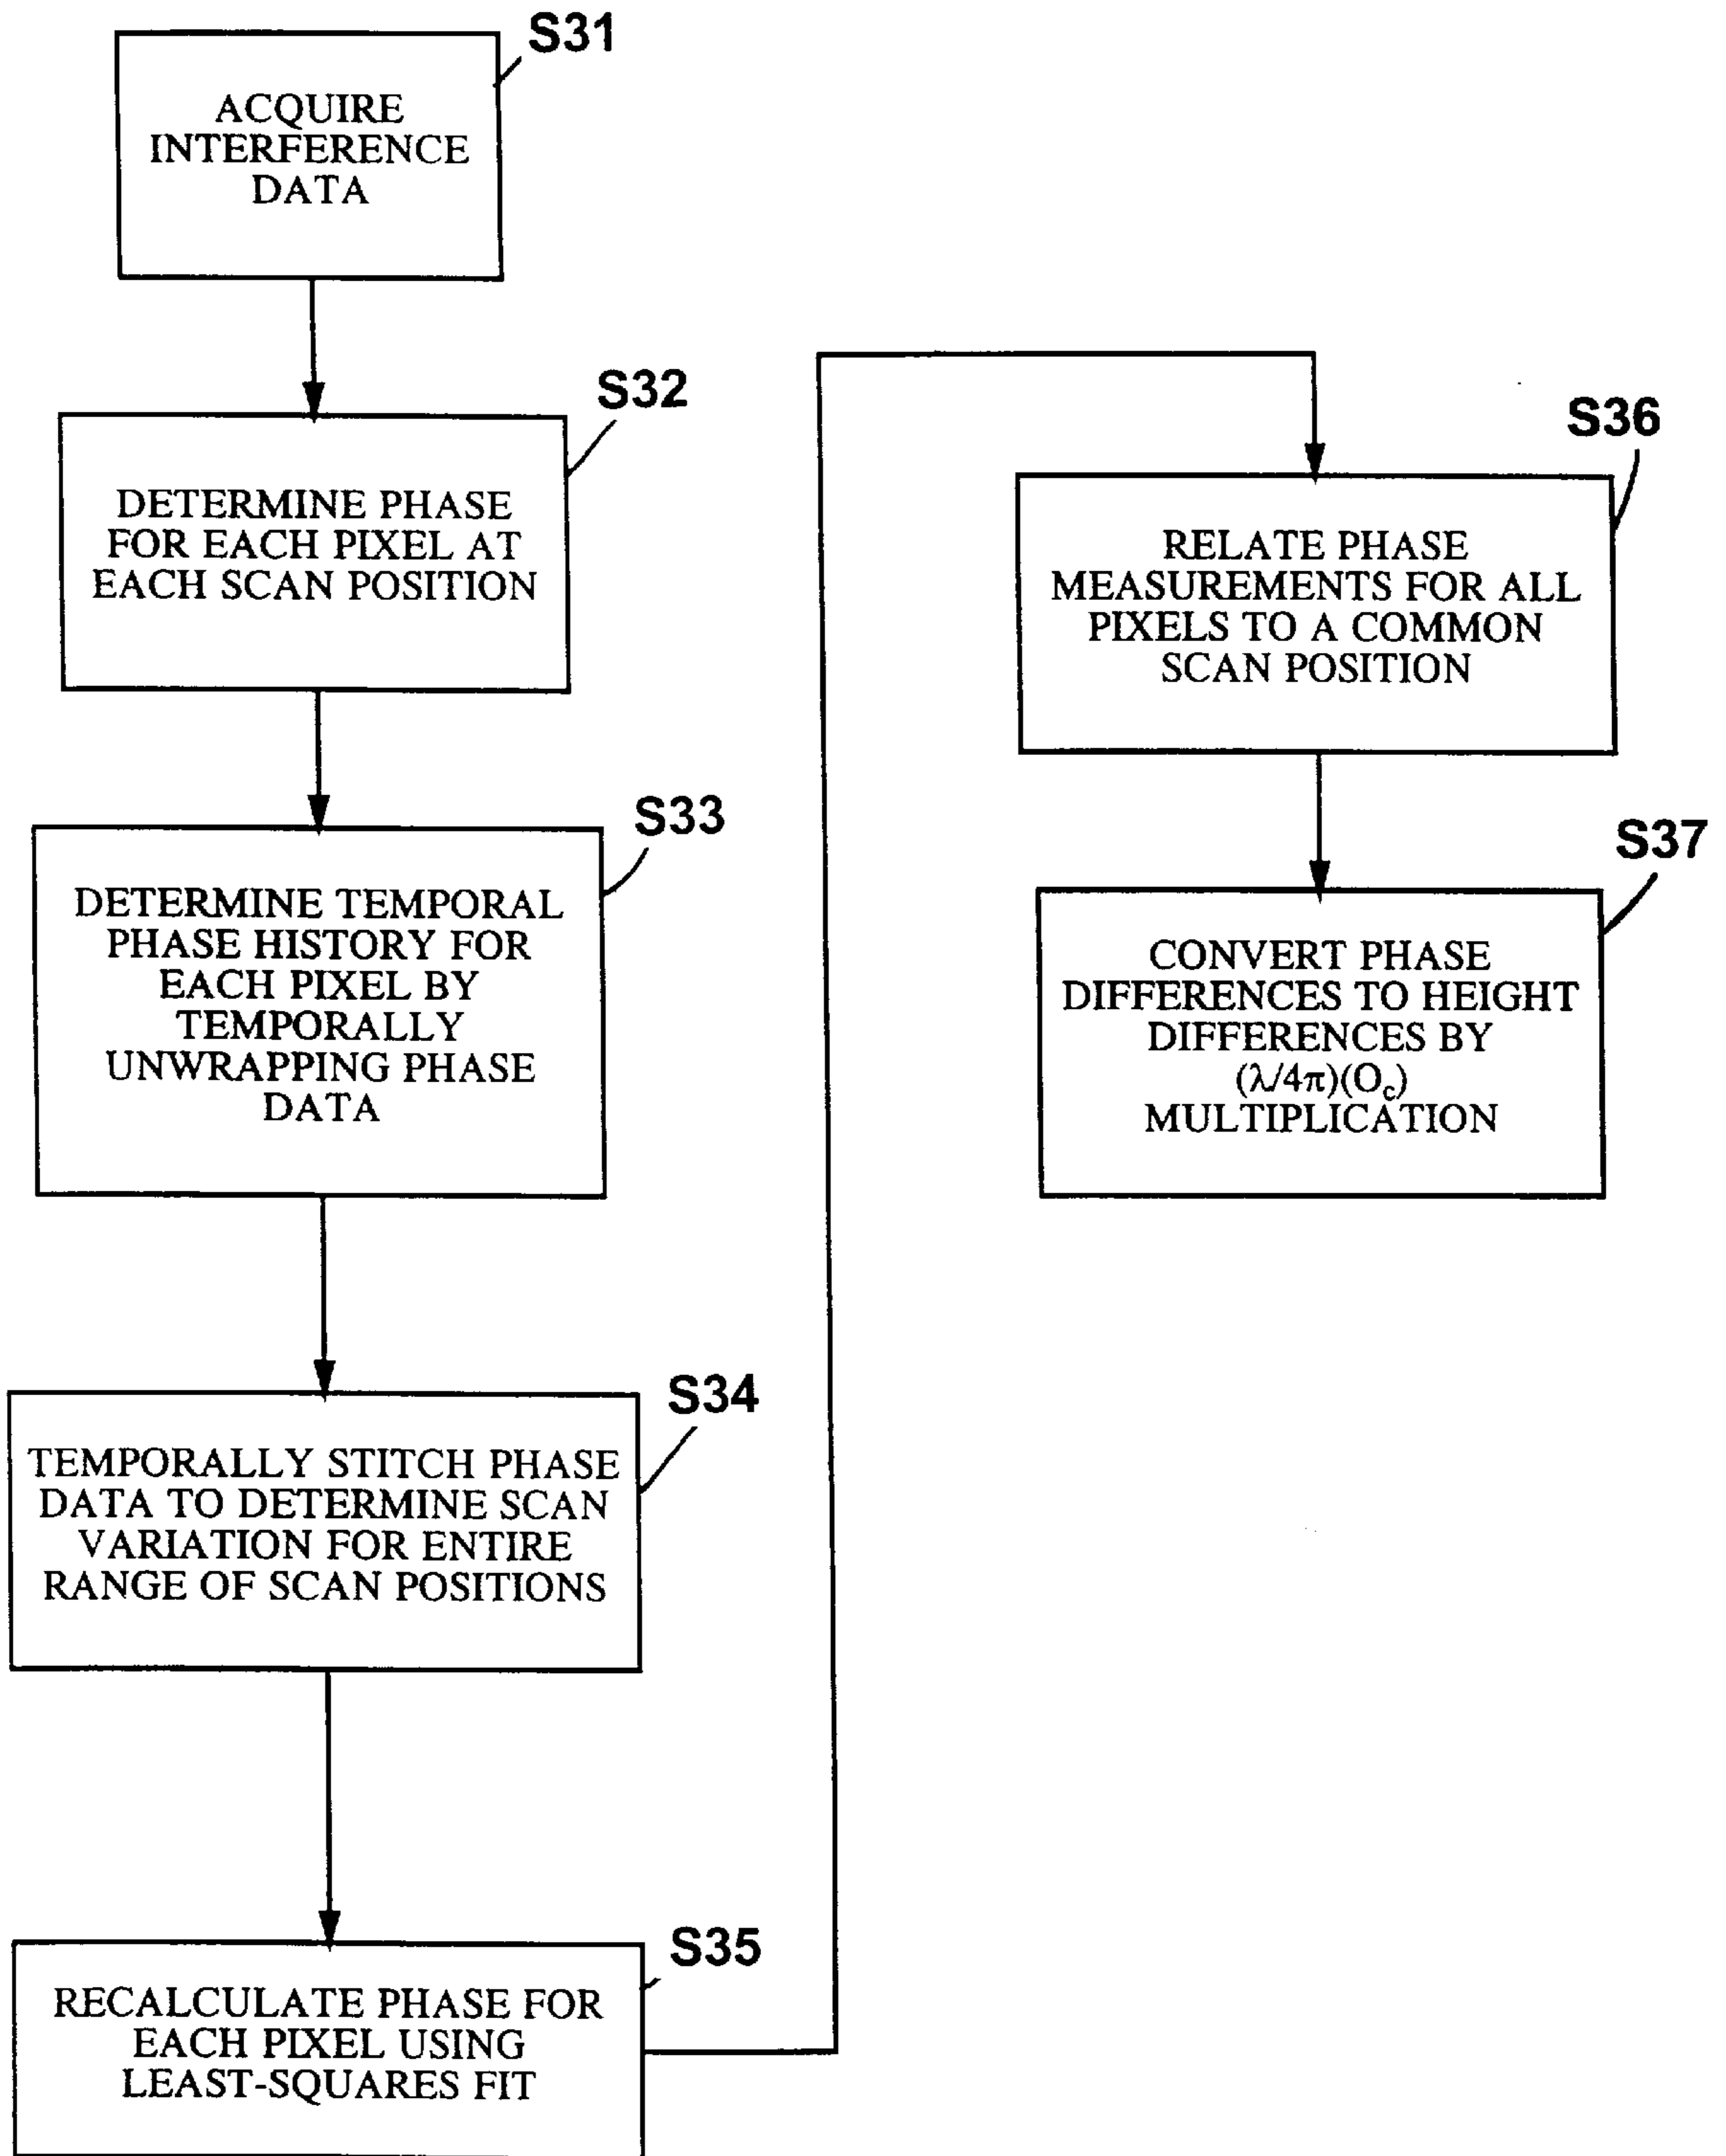 S31
ACQUIRE
INTERFERENCE
DATA
S32
DETERMINE PHASE
FOR EACH PIXEL AT
EACH SCAN POSITION
S33
DETERMINE TEMPORAL
PHASE HISTORY FOR
EACH PIXEL BY
TEMPORALLY
UNWRAPPING PHASE
DATA
S34
TEMPORALLY STITCH PHASE
DATA TO DETERMINE SCAN
VARIATION FOR ENTIRE
RANGE OF SCAN POSITIONS
S35
RECALCULATE PHASE FOR
EACH PIXEL USING
LEAST-SQUARES FIT
S36
RELATE PHASE
MEASUREMENTS FOR ALL
PIXELS TO A COMMON
SCAN POSITION
S37
CONVERT PHASE
DIFFERENCES TO HEIGHT
DIFFERENCES BY
(λ/4π)(O_c)
MULTIPLICATION